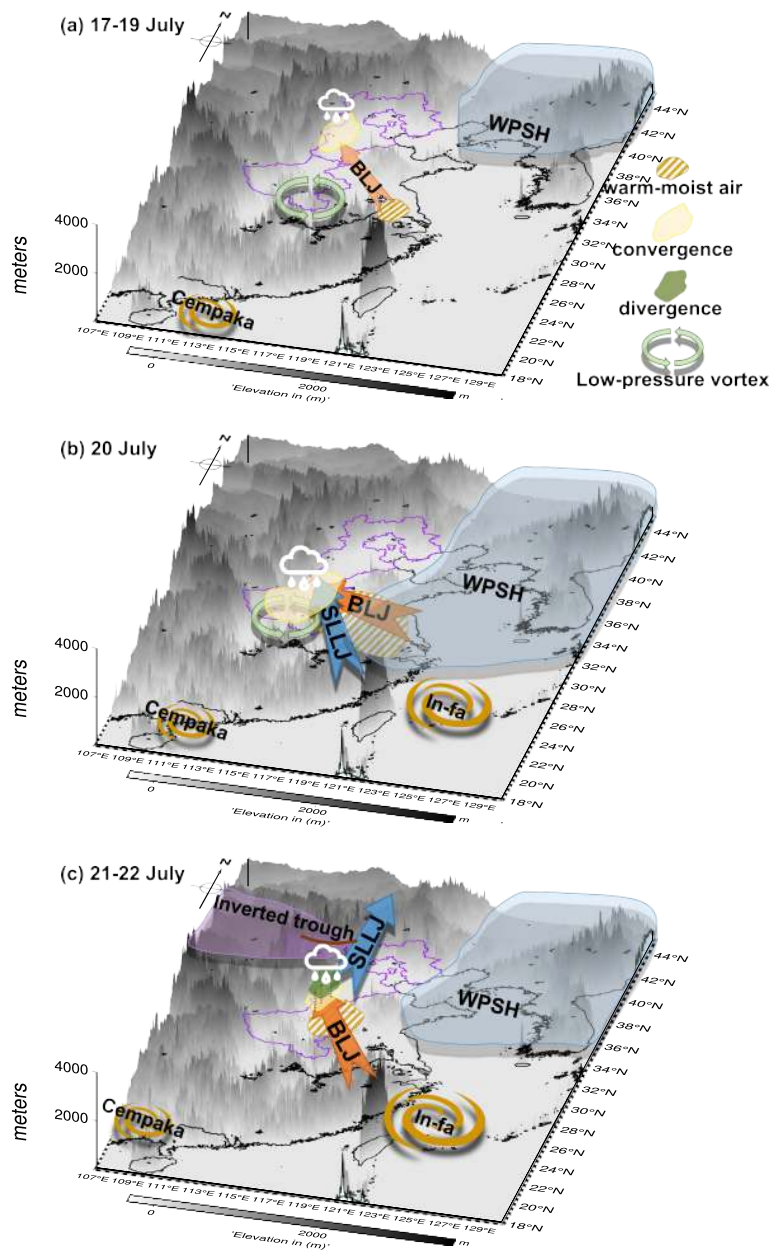 (a) 17-19 July
N
WPSH
BLJ
Cempaka
meters
4000
2000
107°E 109°E 111°E 113°E 115°E 117°E 119°E 121°E 123°E 125°E 127°E 129°E
44°N
42°N
40°N
38°N
36°N
34°N
32°N
30°N
28°N
26°N
24°N
22°N
20°N
18°N
0
2000
m
'Elevation in (m)'
warm-moist air
convergence
divergence
Low-pressure vortex
(b) 20 July
N
WPSH
BLJ
SLLJ
In-fa
Cempaka
meters
4000
2000
107°E 109°E 111°E 113°E 115°E 117°E 119°E 121°E 123°E 125°E 127°E 129°E
44°N
42°N
40°N
38°N
36°N
34°N
32°N
30°N
28°N
26°N
24°N
22°N
20°N
18°N
0
2000
m
'Elevation in (m)'
(c) 21-22 July
N
Inverted trough
SLLJ
WPSH
BLJ
In-fa
Cempaka
meters
4000
2000
107°E 109°E 111°E 113°E 115°E 117°E 119°E 121°E 123°E 125°E 127°E 129°E
44°N
42°N
40°N
38°N
36°N
34°N
32°N
30°N
28°N
26°N
24°N
22°N
20°N
18°N
0
2000
m
'Elevation in (m)'